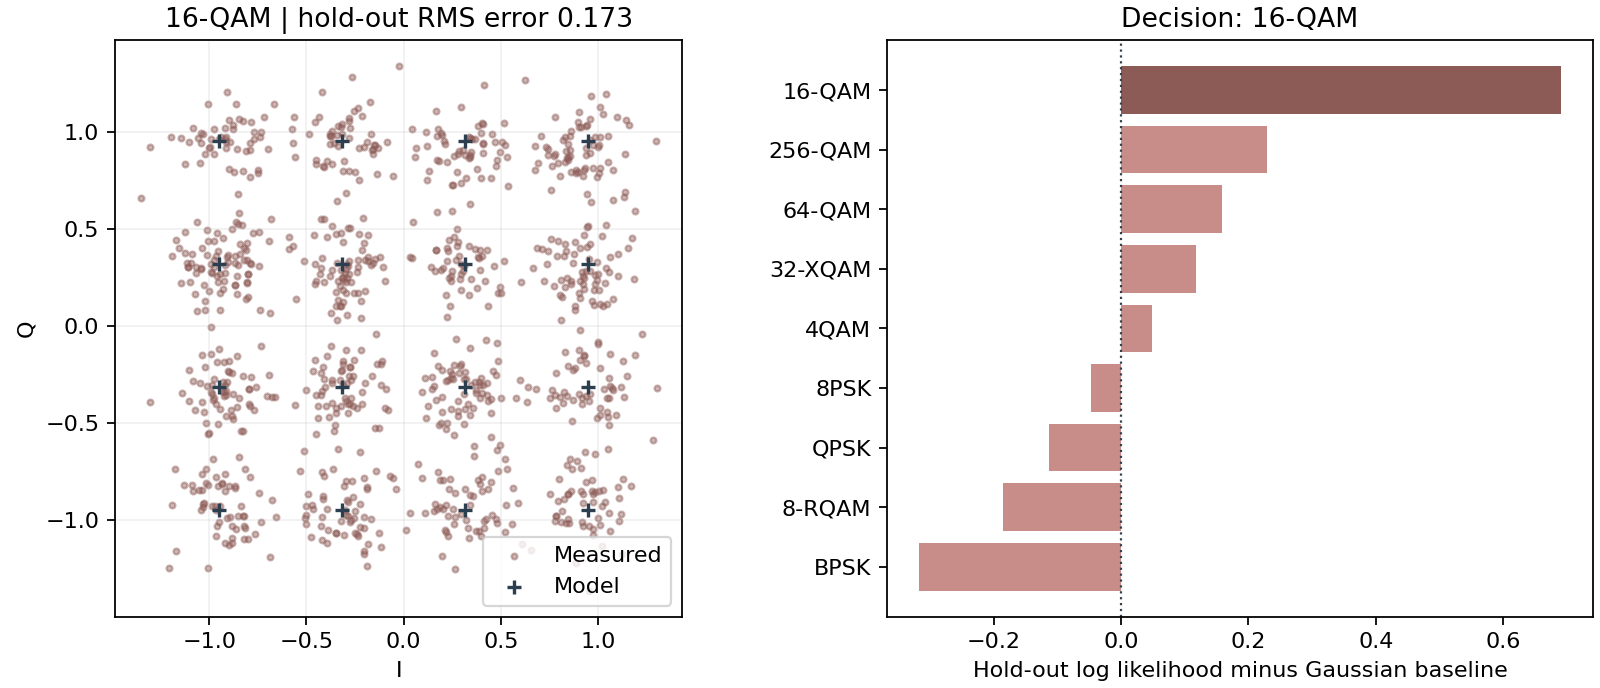 16-QAM | hold-out RMS error 0.173
1.0
0.5
0.0
−0.5
−1.0
Q
−1.0
−0.5
0.0
0.5
1.0
I
Measured
Model
Decision: 16-QAM
16-QAM
256-QAM
64-QAM
32-XQAM
4QAM
8PSK
QPSK
8-RQAM
BPSK
−0.2
0.0
0.2
0.4
0.6
Hold-out log likelihood minus Gaussian baseline